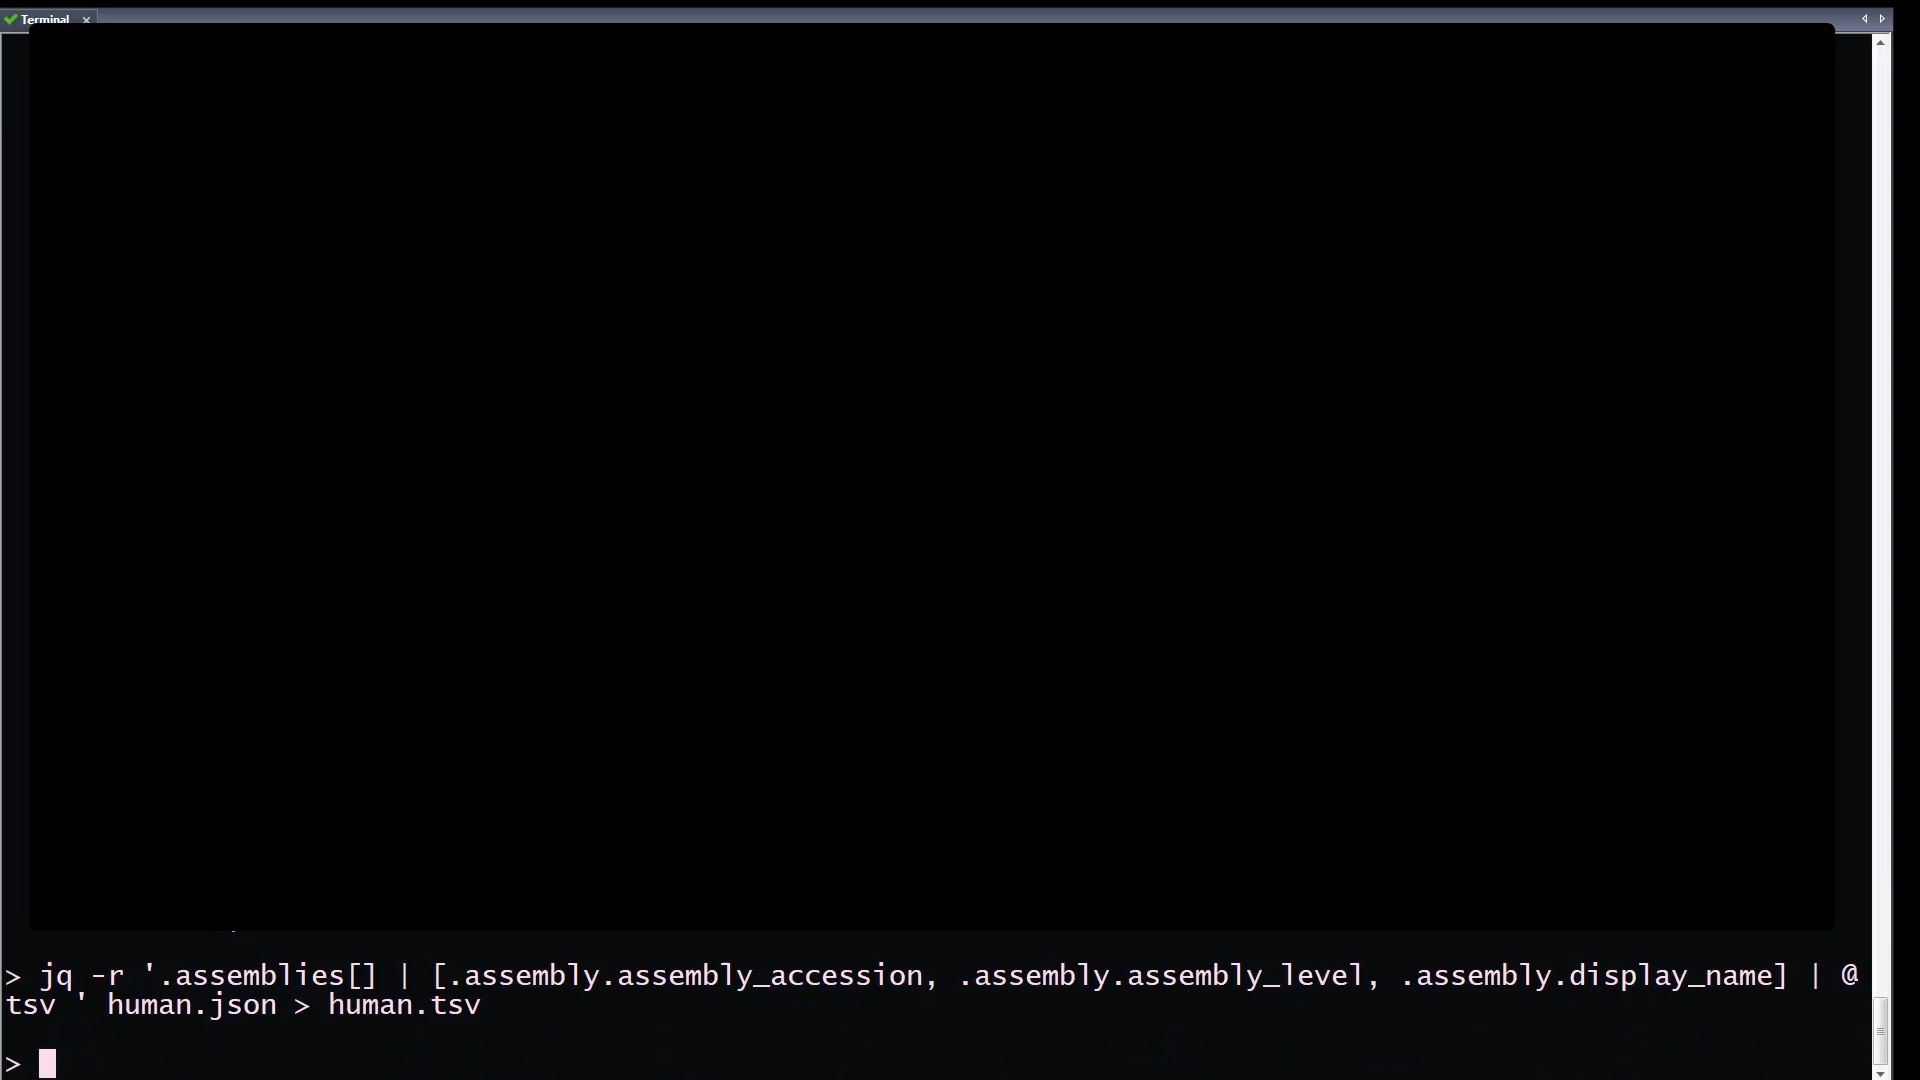 Terminal
> jq -r '.assemblies[] | [.assembly.assembly_accession, .assembly.assembly_level, .assembly.display_name] | @
tsv ' human.json > human.tsv
>